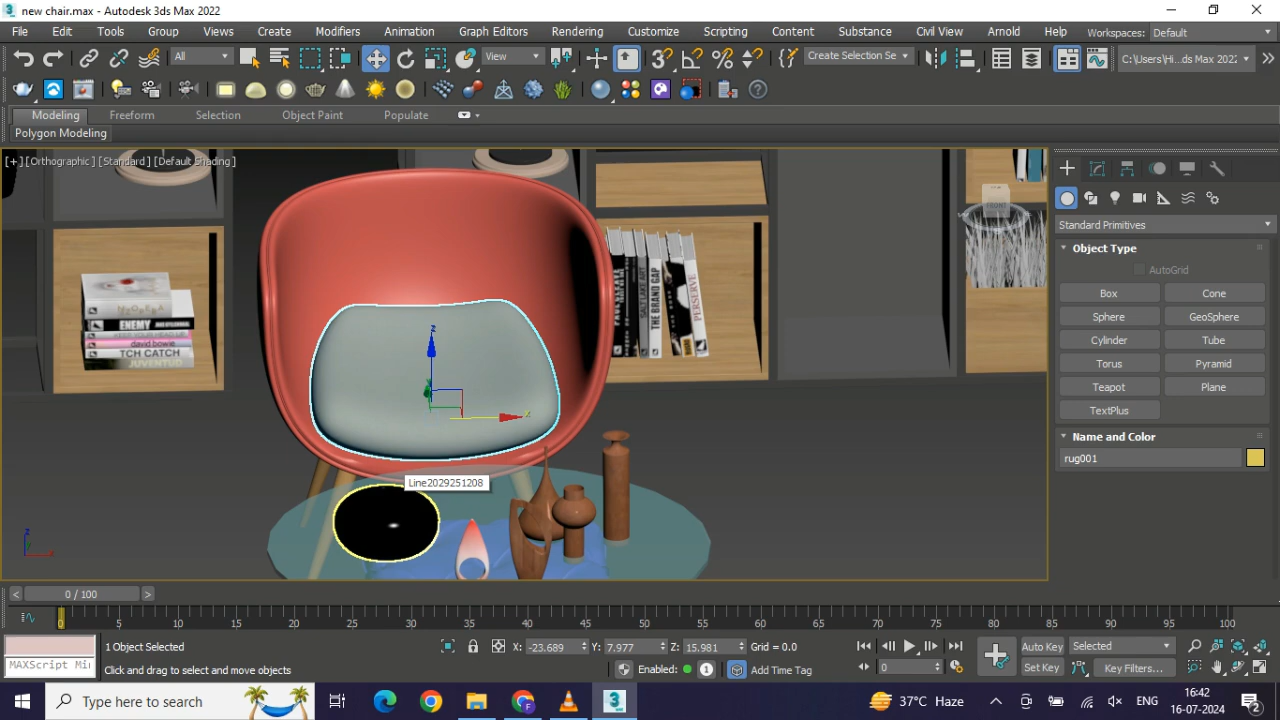 new chair.max - Autodesk 3ds Max 2022
File Edit Tools Group Views Create Modifiers Animation Graph Editors Rendering Customize Scripting Content Substance Civil View Arnold Help Workspaces: Default
All View Create Selection Se C:\Users\Hi...ds Max 202
Modeling Freeform Selection Object Paint Populate
Polygon Modeling
[+] [Orthographic] [Standard] [Default Shading]
FRONT
Standard Primitives
Object Type
AutoGrid
Box Cone
Sphere GeoSphere
Cylinder Tube
Torus Pyramid
Teapot Plane
TextPlus
Name and Color
rug001
ENEMY
david bowie
TCH CATCH
JUVENTUD
THE BRAND GAP
PERSERVE
Line2029251208
z
x
z
0 / 100
0 5 10 15 20 25 30 35 40 45 50 55 60 65 70 75 80 85 90 95 100
1 Object Selected X: -23.689 Y: 7.977 Z: 15.981 Grid = 0.0 Auto Key Selected
MAXScript Mi Click and drag to select and move objects Enabled: 1 Add Time Tag 0 Set Key Key Filters...
Type here to search 37°C Haze ENG 16:42
16-07-2024 2